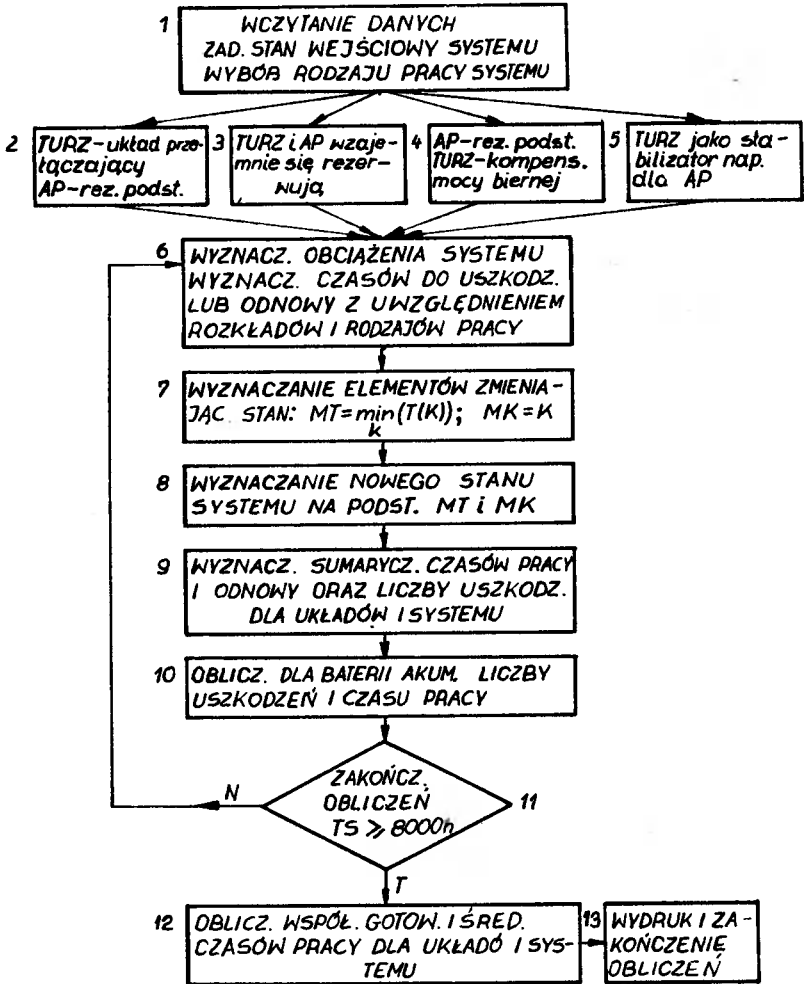 1 WCZYTANIE DANYCH
ZAD. STAN WEJŚCIOWY SYSTEMU
WYBÓR RODZAJU PRACY SYSTEMU
2 TURZ-układ prze-
łączający
AP-rez. podst.
3 TURZ i AP wzaje-
mnie się rezer-
wują
4 AP-rez. podst.
TURZ-kompens.
mocy biernej
5 TURZ jako sta-
bilizator nap.
dla AP
6 WYZNACZ. OBCIĄŻENIA SYSTEMU
WYZNACZ. CZASÓW DO USZKODZ.
LUB ODNOWY Z UWZGLĘDNIENIEM
ROZKŁADÓW I RODZAJÓW PRACY
7 WYZNACZANIE ELEMENTÓW ZMIENIA-
JĄC STAN: MT=min(T(K)); MK=K
k
8 WYZNACZANIE NOWEGO STANU
SYSTEMU NA PODST. MT i MK
9 WYZNACZ. SUMARYCZ. CZASÓW PRACY
I ODNOWY ORAZ LICZBY USZKODZ.
DLA UKŁADÓW I SYSTEMU
10 OBLICZ. DLA BATERII AKUM. LICZBY
USZKODZEŃ I CZASU PRACY
N
ZAKOŃCZ.
OBLICZEŃ
TS ⩾ 8000h
11
T
12 OBLICZ. WSPÓŁ. GOTOW. I ŚRED.
CZASÓW PRACY DLA UKŁADÓ I SYS-
TEMU
13 WYDRUK I ZA-
KOŃCZENIE
OBLICZEŃ